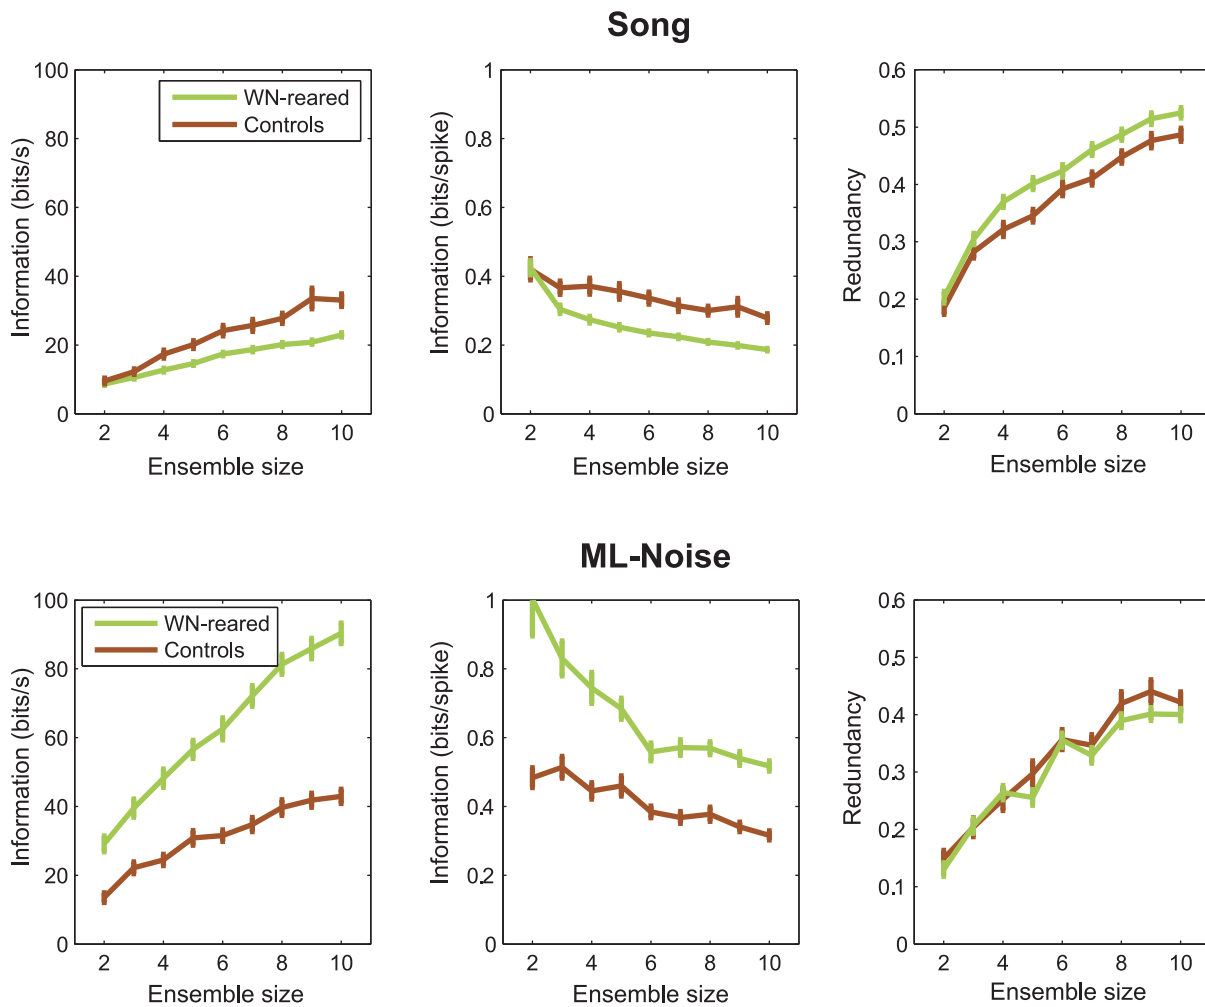 Song
Information (bits/s)
100
80
60
40
20
0
WN-reared
Controls
2 4 6 8 10
Ensemble size
Information (bits/spike)
1
0.8
0.6
0.4
0.2
0
2 4 6 8 10
Ensemble size
Redundancy
0.6
0.5
0.4
0.3
0.2
0.1
0
2 4 6 8 10
Ensemble size
ML-Noise
Information (bits/s)
100
80
60
40
20
0
WN-reared
Controls
2 4 6 8 10
Ensemble size
Information (bits/spike)
1
0.8
0.6
0.4
0.2
0
2 4 6 8 10
Ensemble size
Redundancy
0.6
0.5
0.4
0.3
0.2
0.1
0
2 4 6 8 10
Ensemble size